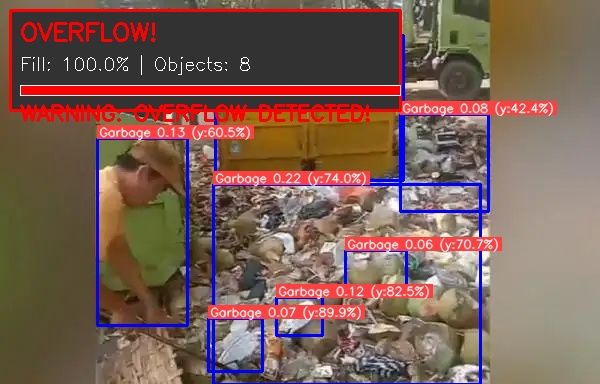 OVERFLOW!
Fill: 100.0% | Objects: 8
WARNING: OVERFLOW DETECTED!
Garbage 0.08 (y:42.4%)
Garbage 0.13 (y:60.5%)
Garbage 0.22 (y:74.0%)
Garbage 0.06 (y:70.7%)
Garbage 0.12 (y:82.5%)
Garbage 0.07 (y:89.9%)